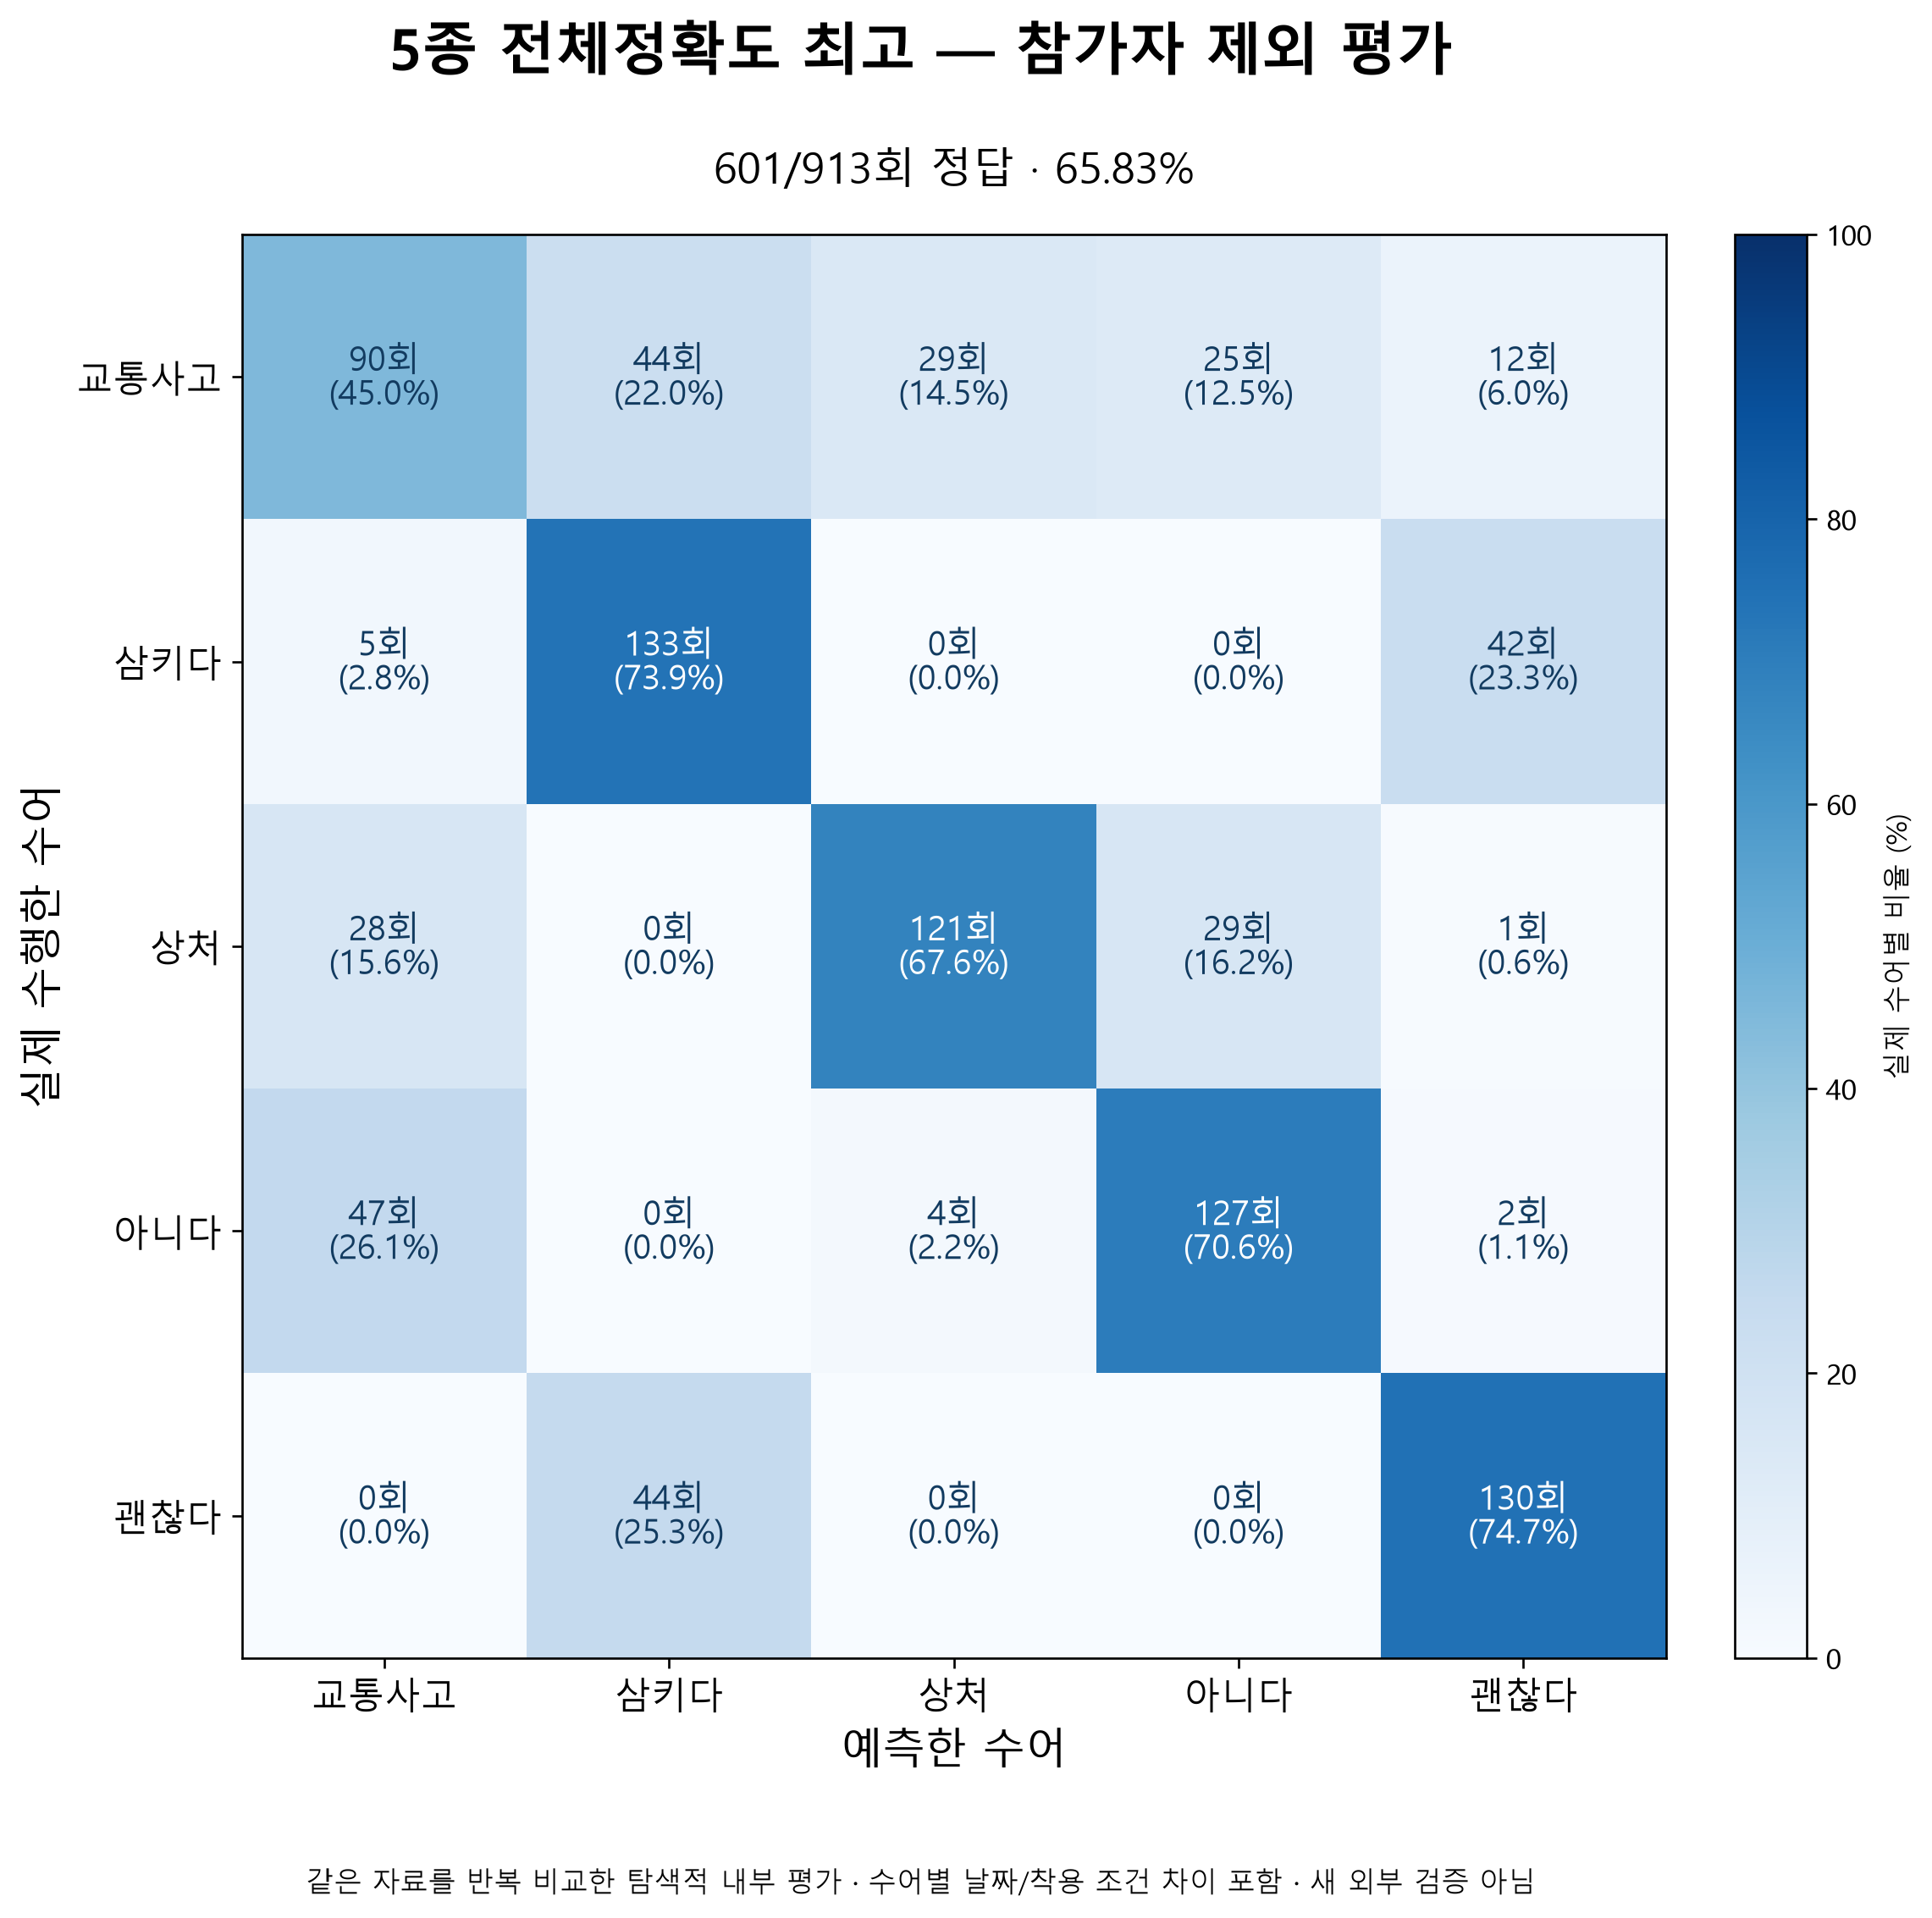 5종 전체정확도 최고 — 참가자 제외 평가
601/913회 정답 · 65.83%
실제 수행한 수어
교통사고
90회
(45.0%)
44회
(22.0%)
29회
(14.5%)
25회
(12.5%)
12회
(6.0%)
삼키다
5회
(2.8%)
133회
(73.9%)
0회
(0.0%)
0회
(0.0%)
42회
(23.3%)
상처
28회
(15.6%)
0회
(0.0%)
121회
(67.6%)
29회
(16.2%)
1회
(0.6%)
아니다
47회
(26.1%)
0회
(0.0%)
4회
(2.2%)
127회
(70.6%)
2회
(1.1%)
괜찮다
0회
(0.0%)
44회
(25.3%)
0회
(0.0%)
0회
(0.0%)
130회
(74.7%)
교통사고 삼키다 상처 아니다 괜찮다
예측한 수어
100
80
60
40
20
0
실제 수어별 비율 (%)
같은 자료를 반복 비교한 탐색적 내부 평가 · 수어별 날짜/착용 조건 차이 포함 · 새 외부 검증 아님